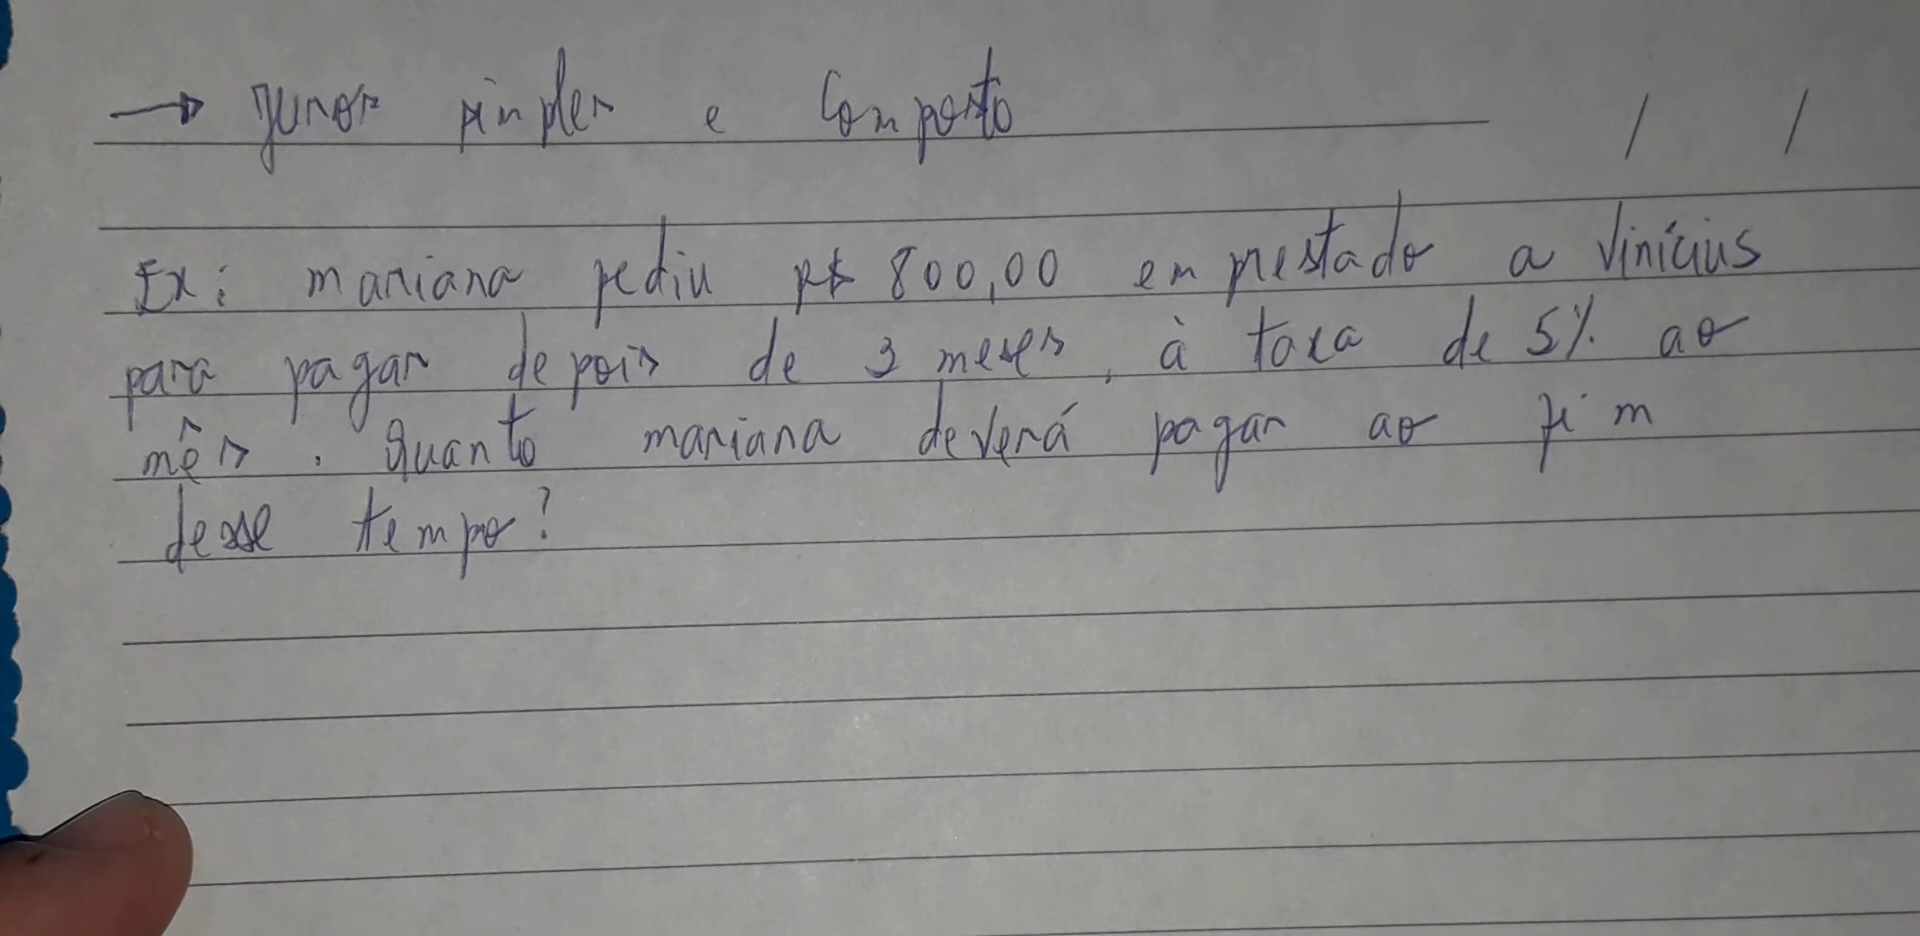 → Juros simples e Composto / /
Ex: mariana pediu R$ 800,00 emprestado a Vinícius
para pagar depois de 3 meses, à taxa de 5% ao
mês. Quanto mariana deverá pagar ao fim
desse tempo?